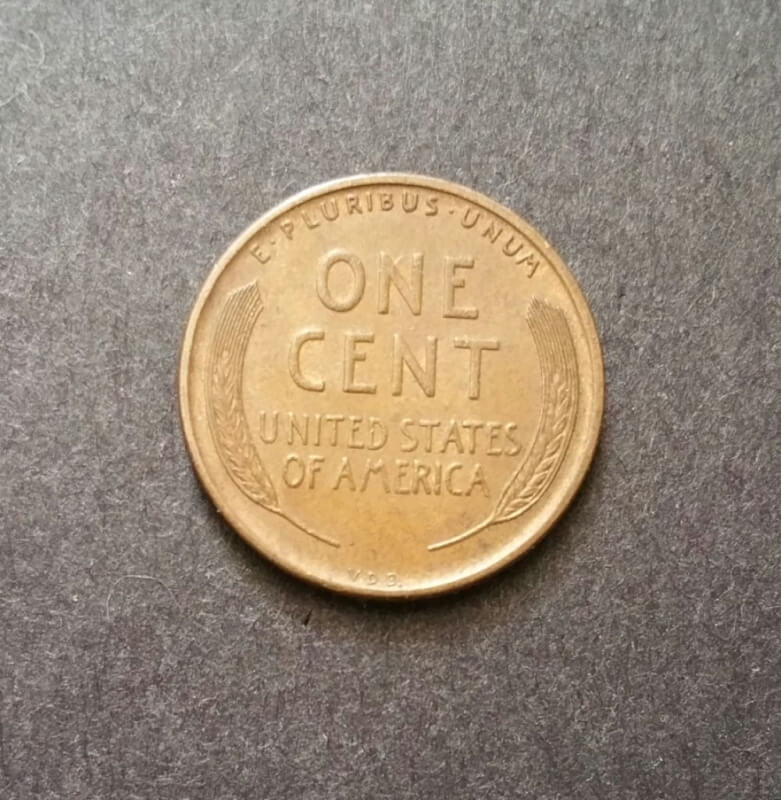 E·PLURIBUS·UNUM
ONE
CENT
UNITED STATES
OF AMERICA
V.D.B.